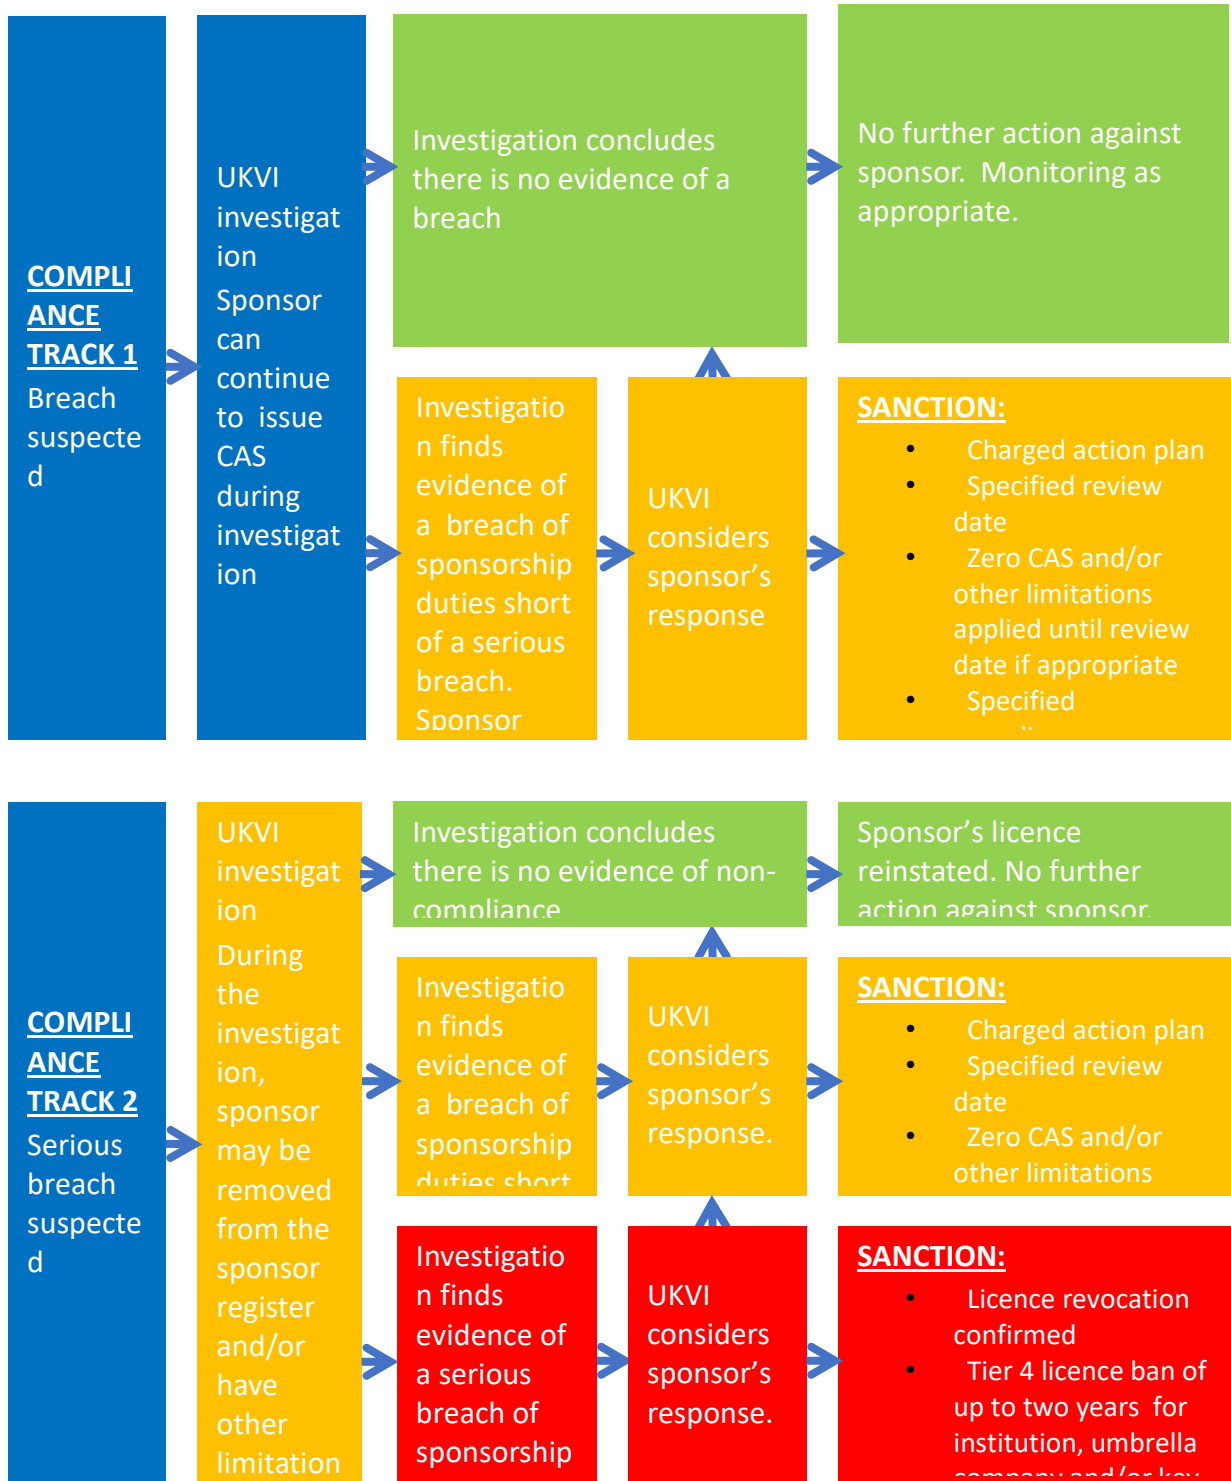 COMPLI
ANCE
TRACK 1
Breach
suspecte
d
UKVI
investigat
ion
Sponsor
can
continue
to  issue
CAS
during
investigat
ion
Investigation concludes
there is no evidence of a
breach
No further action against
sponsor.  Monitoring as
appropriate.
Investigatio
n finds
evidence of
a  breach of
sponsorship
duties short
of a serious
breach.
Sponsor
UKVI
considers
sponsor’s
response
SANCTION:
• Charged action plan
• Specified review
date
• Zero CAS and/or
other limitations
applied until review
date if appropriate
• Specified
COMPLI
ANCE
TRACK 2
Serious
breach
suspecte
d
UKVI
investigat
ion
During
the
investigat
ion,
sponsor
may be
removed
from the
sponsor
register
and/or
have
other
limitation
Investigation concludes
there is no evidence of non-
compliance
Sponsor’s licence
reinstated. No further
action against sponsor.
Investigatio
n finds
evidence of
a  breach of
sponsorship
duties short
UKVI
considers
sponsor’s
response.
SANCTION:
• Charged action plan
• Specified review
date
• Zero CAS and/or
other limitations
Investigatio
n finds
evidence of
a serious
breach of
sponsorship
UKVI
considers
sponsor’s
response.
SANCTION:
• Licence revocation
confirmed
• Tier 4 licence ban of
up to two years  for
institution, umbrella
company and/or key